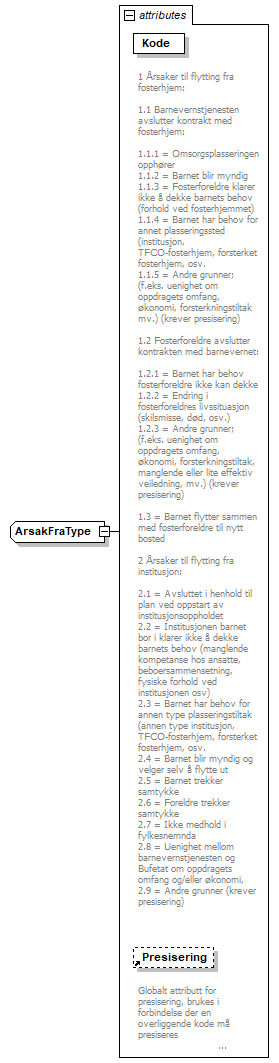 attributes
Kode
1 Årsaker til flytting fra
fosterhjem:
1.1 Barnevernstjenesten
avslutter kontrakt med
fosterhjem:
1.1.1 = Omsorgsplasseringen
opphører
1.1.2 = Barnet blir myndig
1.1.3 = Fosterforeldre klarer
ikke å dekke barnets behov
(forhold ved fosterhjemmet)
1.1.4 = Barnet har behov for
annet plasseringssted
(institusjon,
TFCO-fosterhjem, forsterket
fosterhjem, osv.
1.1.5 = Andre grunner;
(f.eks. uenighet om
oppdragets omfang,
økonomi, forsterkningstiltak
mv.) (krever presisering)
1.2 Fosterforeldre avslutter
kontrakten med barnevernet:
1.2.1 = Barnet har behov
fosterforeldre ikke kan dekke
1.2.2 = Endring i
fosterforeldres livssituasjon
(skilsmisse, død, osv.)
1.2.3 = Andre grunner;
(f.eks. uenighet om
oppdragets omfang,
økonomi, forsterkningstiltak,
manglende eller lite effektiv
veiledning, mv.) (krever
presisering)
1.3 = Barnet flytter sammen
med fosterforeldre til nytt
bosted
ArsakFraType
2 Årsaker til flytting fra
institusjon:
2.1 = Avsluttet i henhold til
plan ved oppstart av
institusjonsoppholdet
2.2 = Institusjonen barnet
bor i klarer ikke å dekke
barnets behov (manglende
kompetanse hos ansatte,
beboersammensetning,
fysiske forhold ved
institusjonen osv)
2.3 = Barnet har behov for
annen type plasseringstiltak
(annen type institusjon,
TFCO-fosterhjem, forsterket
fosterhjem, osv.
2.4 = Barnet blir myndig og
velger selv å flytte ut
2.5 = Barnet trekker
samtykke
2.6 = Foreldre trekker
samtykke
2.7 = Ikke medhold i
fylkesnemnda
2.8 = Uenighet mellom
barnevernstjenesten og
Bufetat om oppdragets
omfang og/eller økonomi,
2.9 = Andre grunner (krever
presisering)
Presisering
Globalt attributt for
presisering, brukes i
forbindelse der en
overliggende kode må
presiseres
...